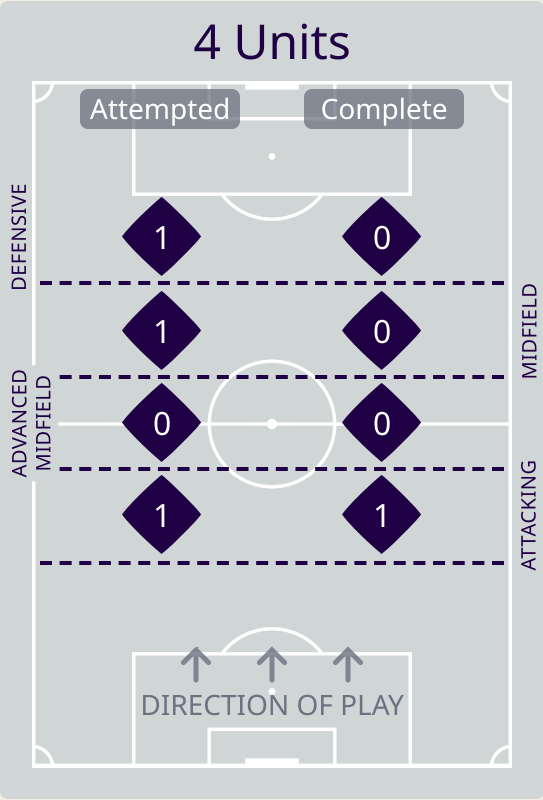 4 Units
Attempted
Complete
DEFENSIVE
1
0
MIDFIELD
1
0
ADVANCED
MIDFIELD
0
0
ATTACKING
1
1
DIRECTION OF PLAY